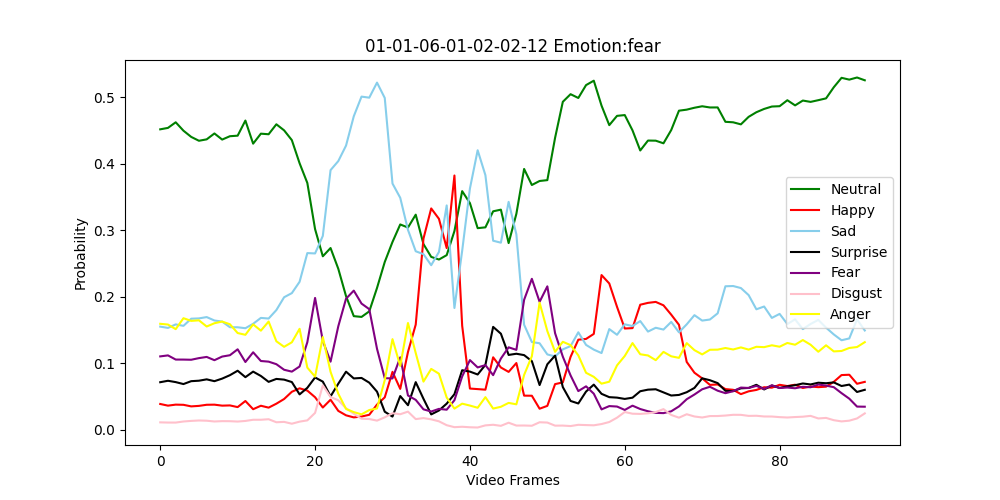 01-01-06-01-02-02-12 Emotion:fear
Probability
0.5
0.4
0.3
0.2
0.1
0.0
Neutral
Happy
Sad
Surprise
Fear
Disgust
Anger
0 20 40 60 80
Video Frames